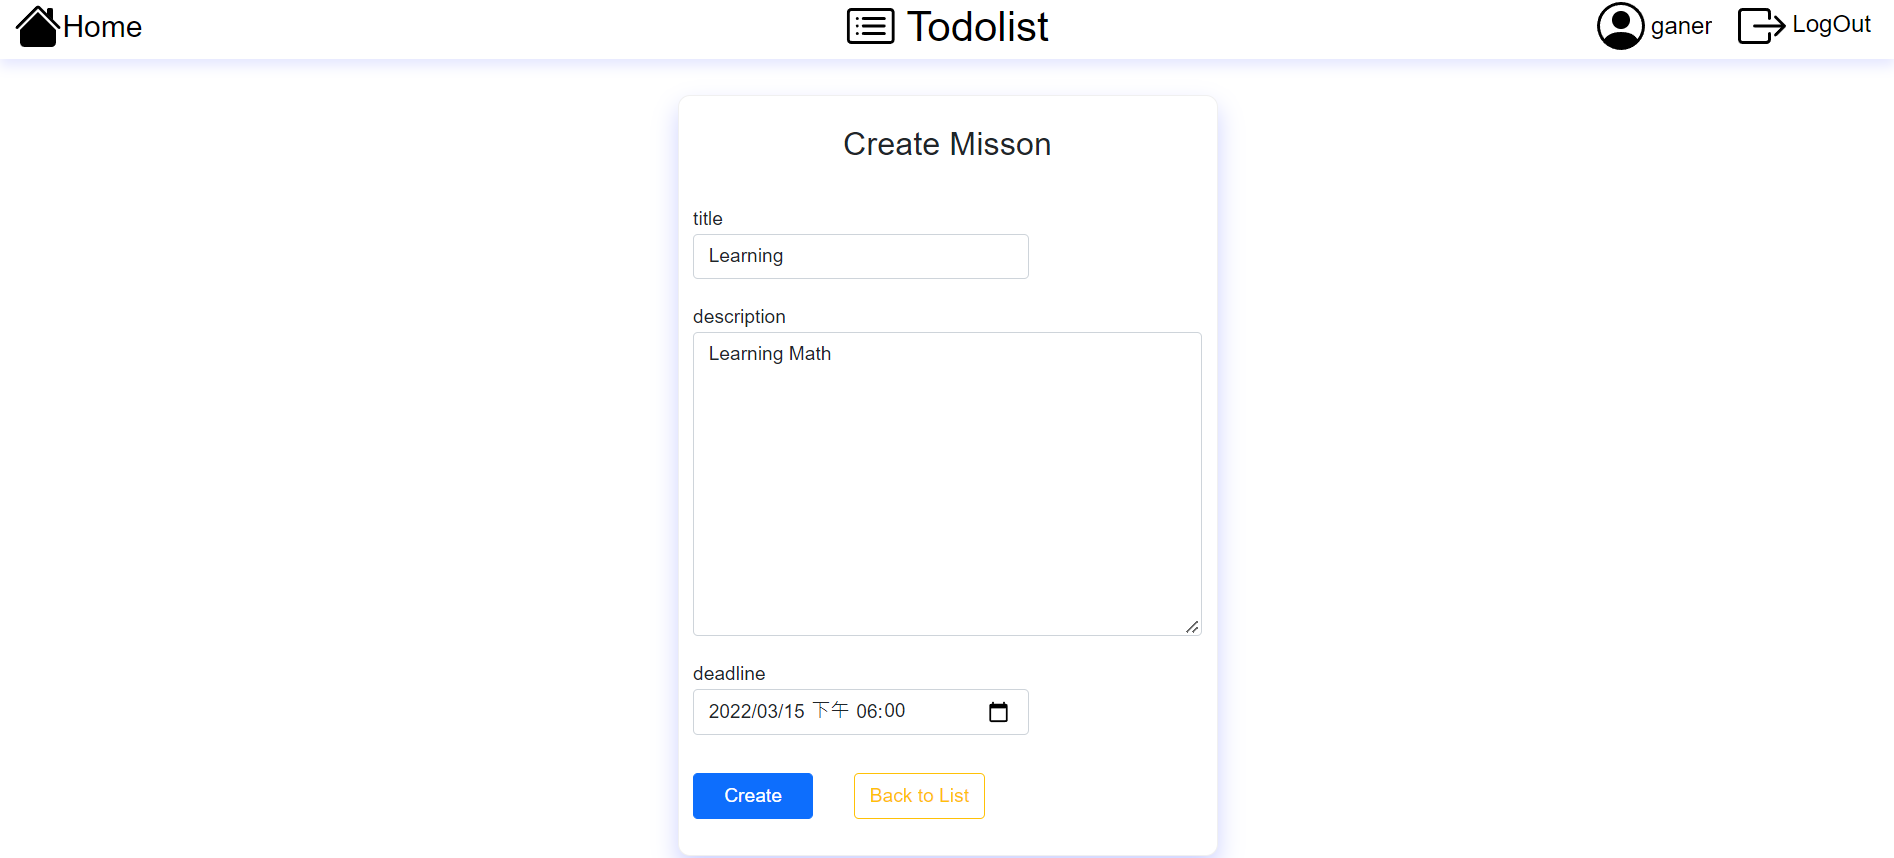 Home
Todolist
ganer
LogOut
Create Misson
title
Learning
description
Learning Math
deadline
2022/03/15 下午 06:00
Create
Back to List